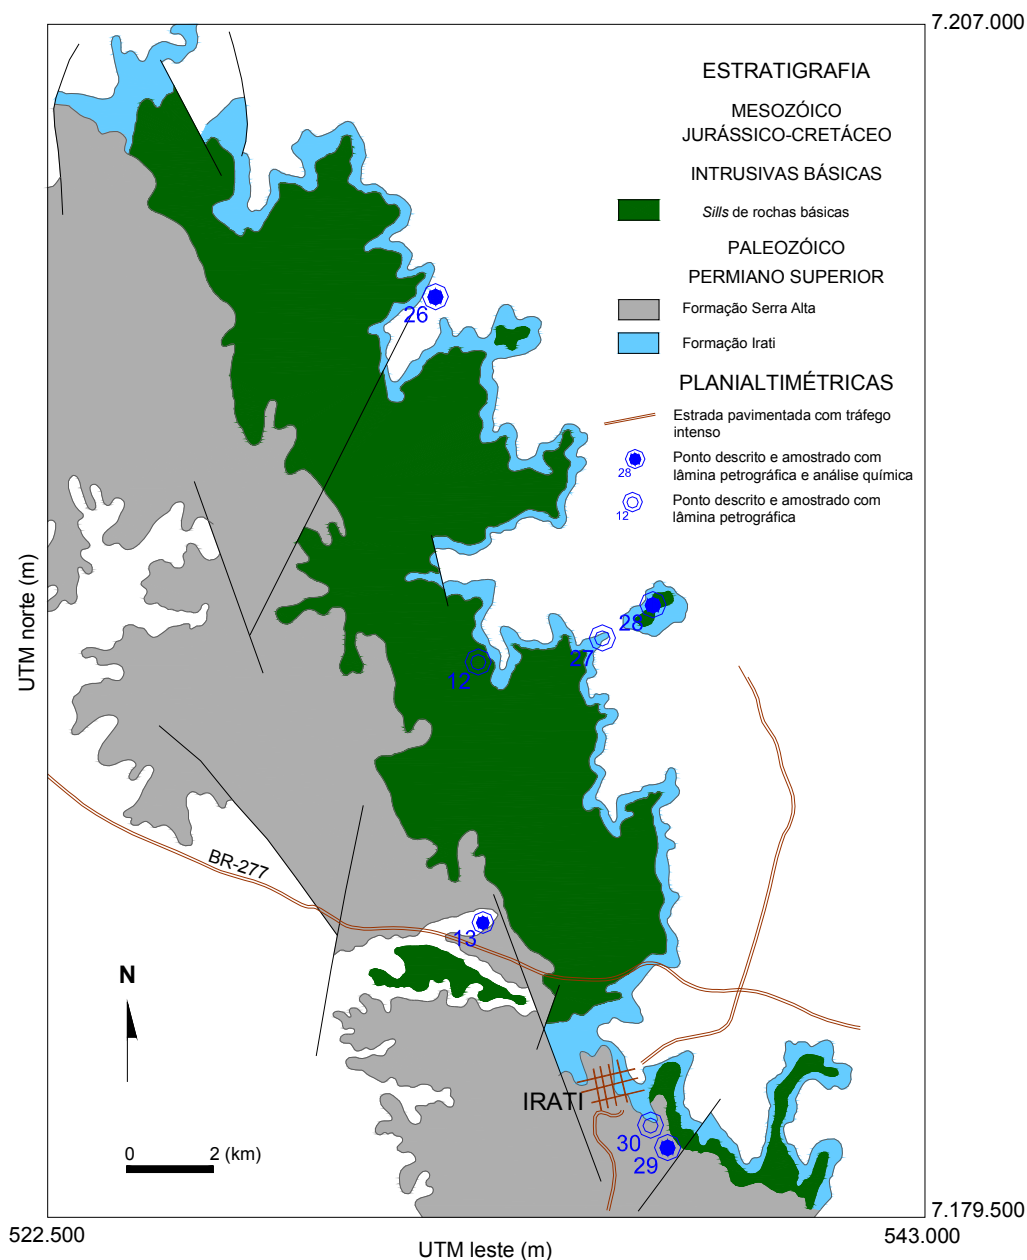 7.207.000
ESTRATIGRAFIA
MESOZÓICO
JURÁSSICO-CRETÁCEO
INTRUSIVAS BÁSICAS
Sills de rochas básicas
PALEOZÓICO
PERMIANO SUPERIOR
Formação Serra Alta
Formação Irati
PLANIALTIMÉTRICAS
Estrada pavimentada com tráfego
intenso
Ponto descrito e amostrado com
lâmina petrográfica e análise química
28
Ponto descrito e amostrado com
lâmina petrográfica
12
26
28
27
12
UTM norte (m)
BR-277
13
N
IRATI
30
29
0 2 (km)
7.179.500
522.500
543.000
UTM leste (m)